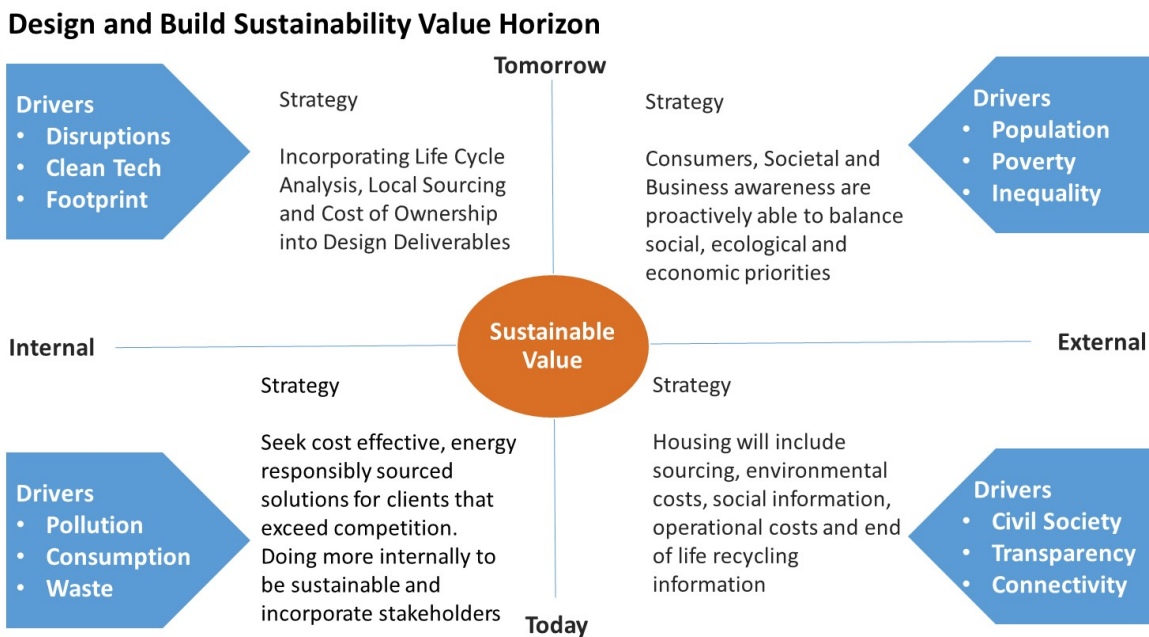 Design and Build Sustainability Value Horizon
Tomorrow
Drivers
• Disruptions
• Clean Tech
• Footprint
Strategy
Incorporating Life Cycle
Analysis, Local Sourcing
and Cost of Ownership
into Design Deliverables
Strategy
Consumers, Societal and
Business awareness are
proactively able to balance
social, ecological and
economic priorities
Drivers
• Population
• Poverty
• Inequality
Internal
Sustainable
Value
External
Drivers
• Pollution
• Consumption
• Waste
Strategy
Seek cost effective, energy
responsibly sourced
solutions for clients that
exceed competition.
Doing more internally to
be sustainable and
incorporate stakeholders
Strategy
Housing will include
sourcing, environmental
costs, social information,
operational costs and end
of life recycling
information
Drivers
• Civil Society
• Transparency
• Connectivity
Today